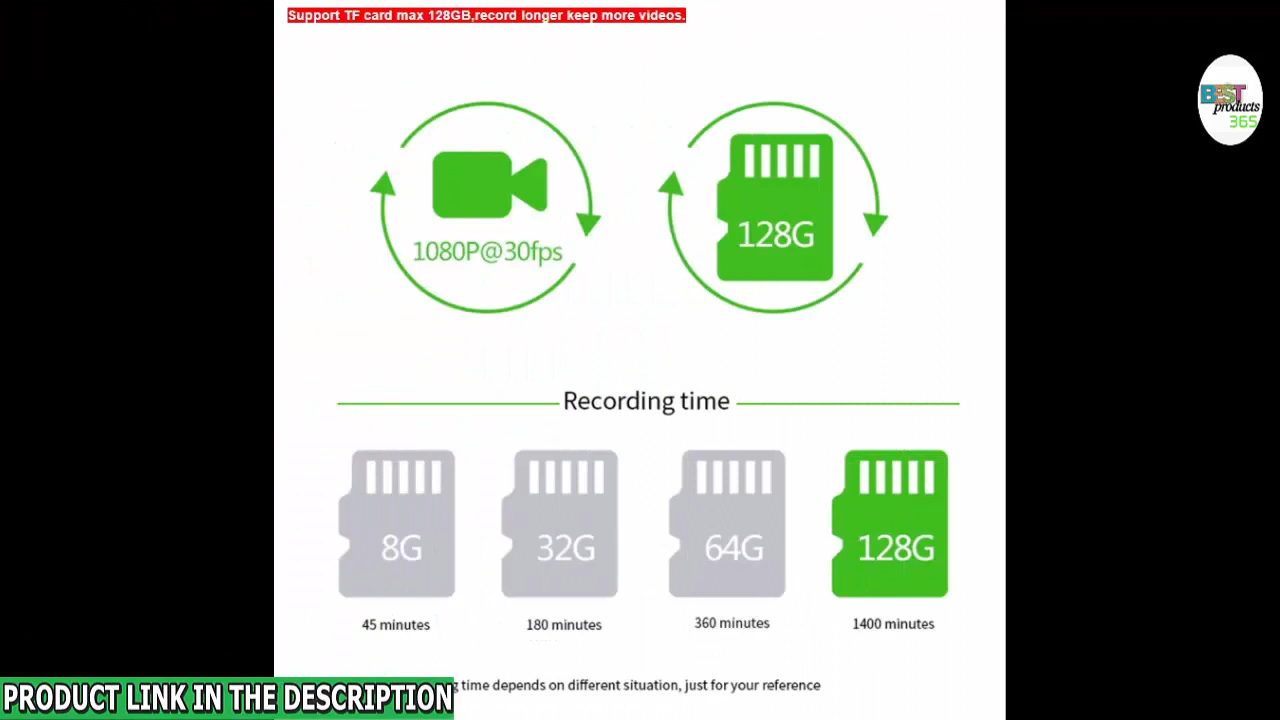 Support TF card max 128GB,record longer keep more videos.
BEST
products
365
1080P@30fps
128G
Recording time
8G
32G
64G
128G
45 minutes
180 minutes
360 minutes
1400 minutes
time depends on different situation, just for your reference
PRODUCT LINK IN THE DESCRIPTION